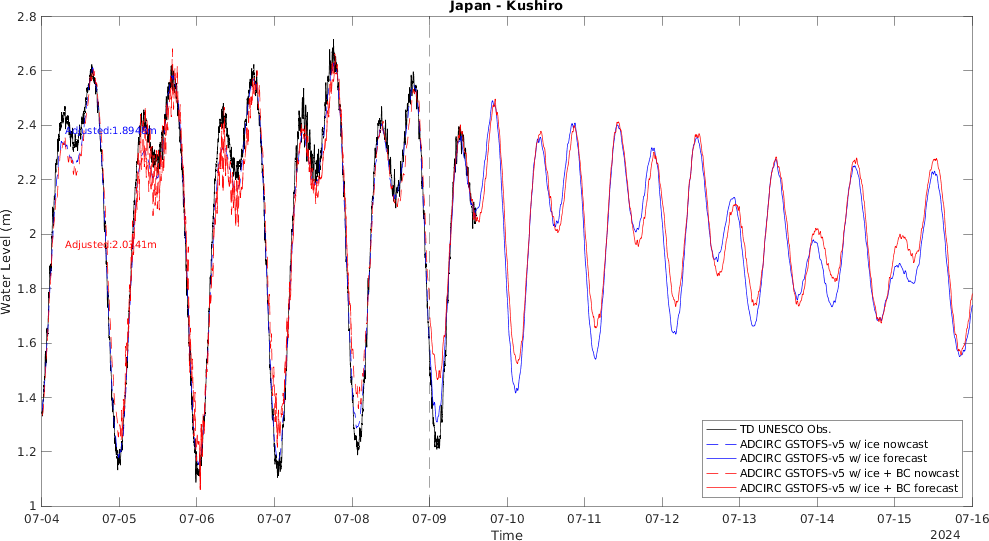 Japan - Kushiro
Water Level (m)
2.8
2.6
2.4
2.2
2
1.8
1.6
1.4
1.2
1
Adjusted:2.0341m
TD UNESCO Obs.
ADCIRC GSTOFS-v5 w/ ice nowcast
ADCIRC GSTOFS-v5 w/ ice forecast
ADCIRC GSTOFS-v5 w/ ice + BC nowcast
ADCIRC GSTOFS-v5 w/ ice + BC forecast
07-04 07-05 07-06 07-07 07-08 07-09 07-10 07-11 07-12 07-13 07-14 07-15 07-16
Time
2024